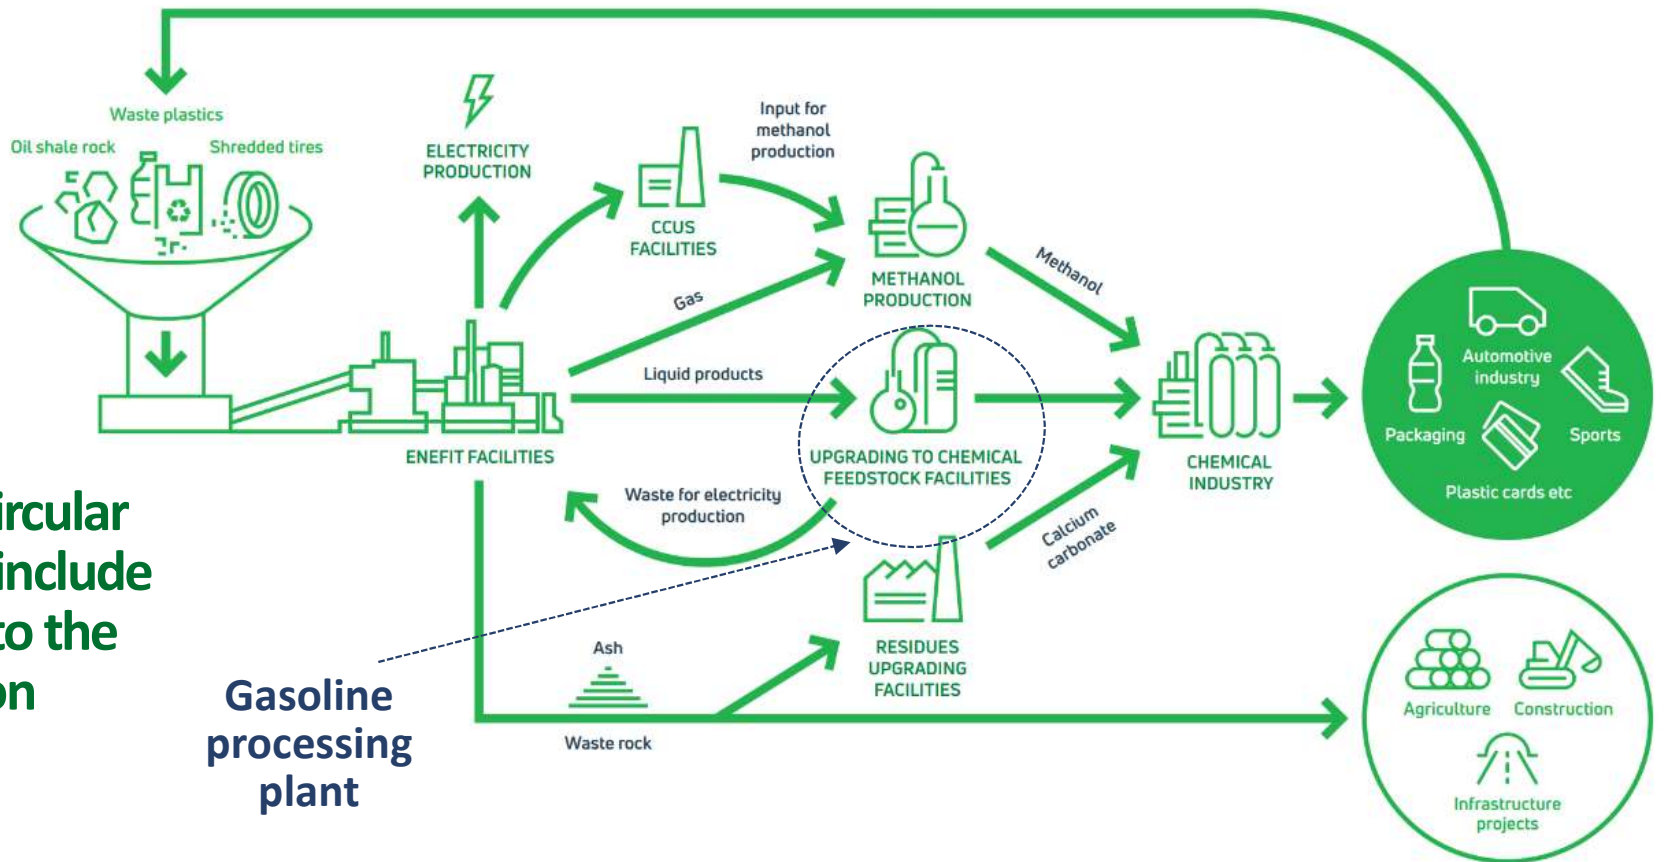 Waste plastics
Oil shale rock
Shredded tires
ELECTRICITY
PRODUCTION
CCUS
FACILITIES
Input for
methanol
production
METHANOL
PRODUCTION
Methanol
Gas
Liquid products
ENEFIT FACILITIES
UPGRADING TO CHEMICAL
FEEDSTOCK FACILITIES
CHEMICAL
INDUSTRY
Automotive
industry
Packaging
Sports
Plastic cards etc
Waste for electricity
production
Calcium
carbonate
ircular
include
to the
on
Gasoline
processing
plant
Ash
Waste rock
RESIDUES
UPGRADING
FACILITIES
Agriculture
Construction
Infrastructure
projects